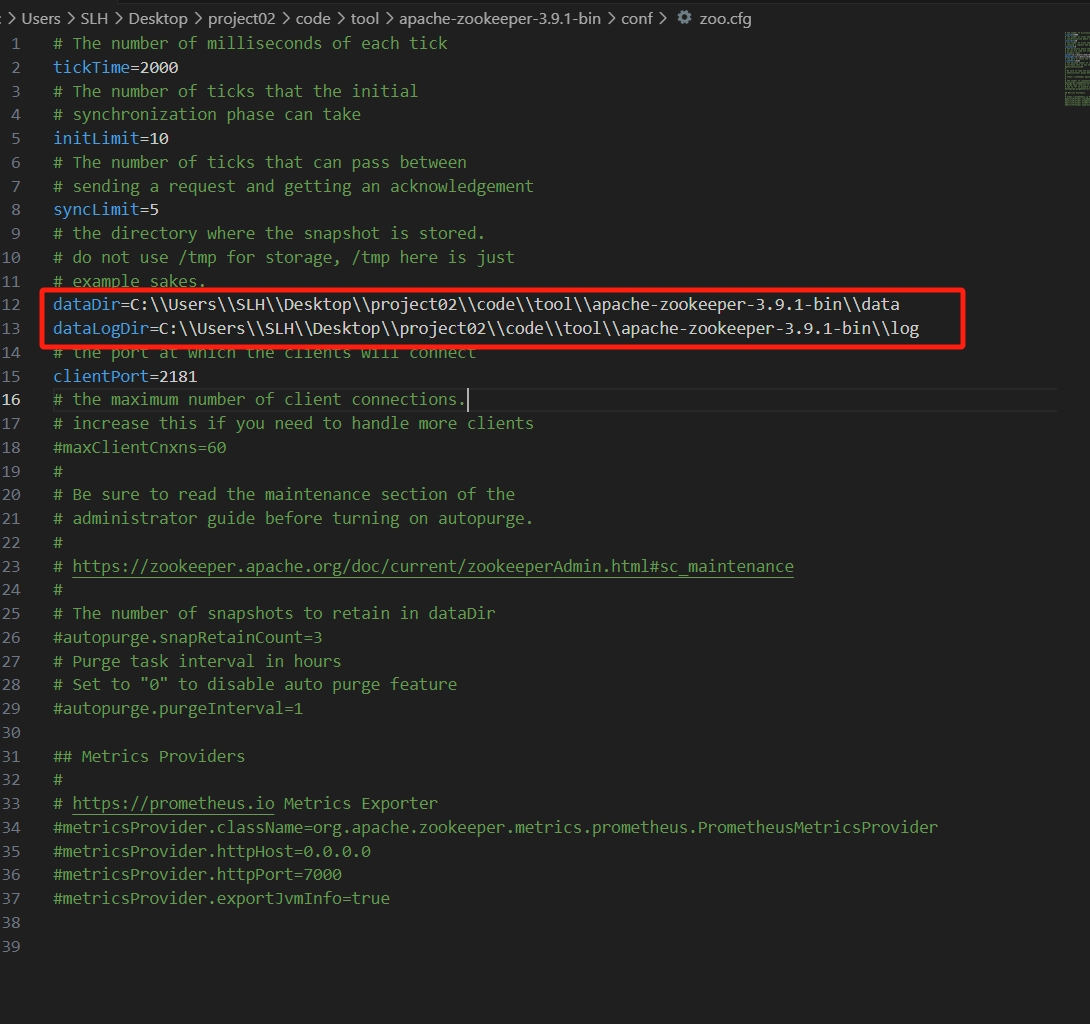 : > Users > SLH > Desktop > project02 > code > tool > apache-zookeeper-3.9.1-bin > conf > zoo.cfg
1 # The number of milliseconds of each tick
2 tickTime=2000
3 # The number of ticks that the initial
4 # synchronization phase can take
5 initLimit=10
6 # The number of ticks that can pass between
7 # sending a request and getting an acknowledgement
8 syncLimit=5
9 # the directory where the snapshot is stored.
10 # do not use /tmp for storage, /tmp here is just
11 # example sakes.
12 dataDir=C:\\Users\\SLH\\Desktop\\project02\\code\\tool\\apache-zookeeper-3.9.1-bin\\data
13 dataLogDir=C:\\Users\\SLH\\Desktop\\project02\\code\\tool\\apache-zookeeper-3.9.1-bin\\log
14 # the port at which the clients will connect
15 clientPort=2181
16 # the maximum number of client connections.
17 # increase this if you need to handle more clients
18 #maxClientCnxns=60
19 #
20 # Be sure to read the maintenance section of the
21 # administrator guide before turning on autopurge.
22 #
23 # https://zookeeper.apache.org/doc/current/zookeeperAdmin.html#sc_maintenance
24 #
25 # The number of snapshots to retain in dataDir
26 #autopurge.snapRetainCount=3
27 # Purge task interval in hours
28 # Set to "0" to disable auto purge feature
29 #autopurge.purgeInterval=1
30
31 ## Metrics Providers
32 #
33 # https://prometheus.io Metrics Exporter
34 #metricsProvider.className=org.apache.zookeeper.metrics.prometheus.PrometheusMetricsProvider
35 #metricsProvider.httpHost=0.0.0.0
36 #metricsProvider.httpPort=7000
37 #metricsProvider.exportJvmInfo=true
38
39